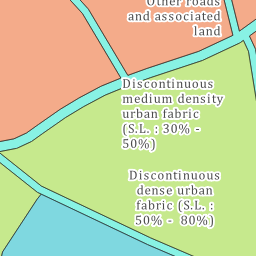 Other roads
and associated
land
Discontinuous
medium density
urban fabric
(S.L. : 30% -
50%)
Discontinuous
dense urban
fabric (S.L. :
50% -  80%)